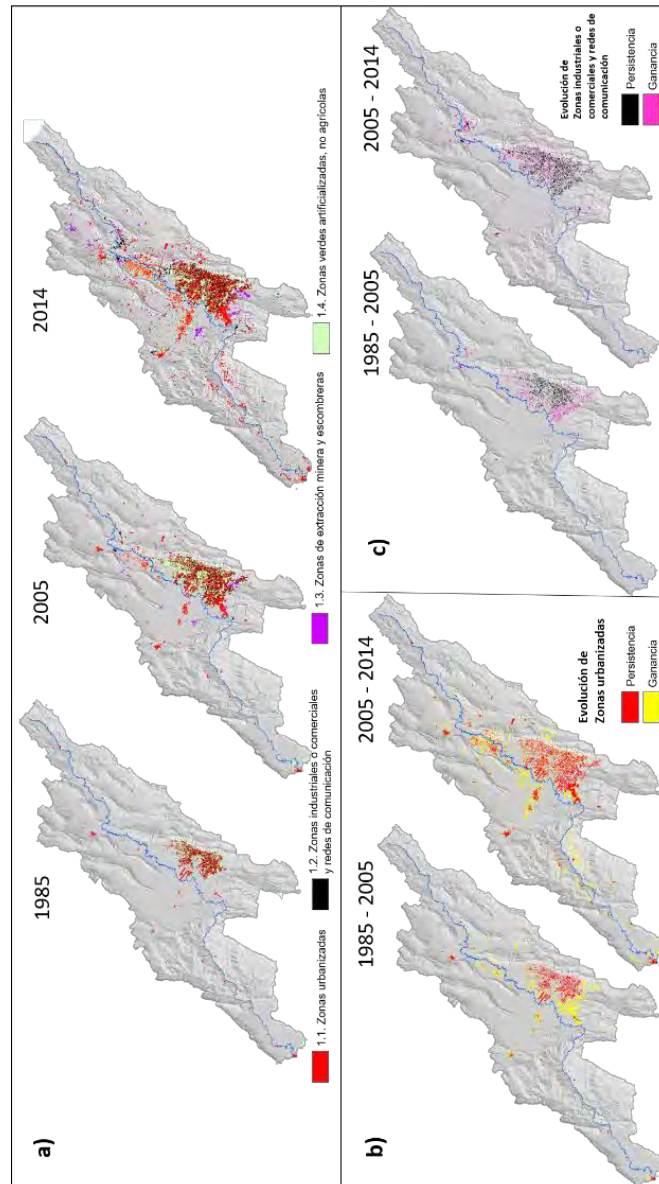 a)
1985
2005
2014
1.1. Zonas urbanizadas
1.2. Zonas industriales o comerciales
y redes de comunicación
1.3. Zonas de extracción minera y escombreras
1.4. Zonas verdes artificializadas, no agrícolas
b)
1985 - 2005
2005 - 2014
Evolución de
Zonas urbanizadas
Persistencia
Ganancia
c)
1985 - 2005
2005 - 2014
Evolución de
Zonas industriales o
comerciales y redes de
comunicación
Persistencia
Ganancia